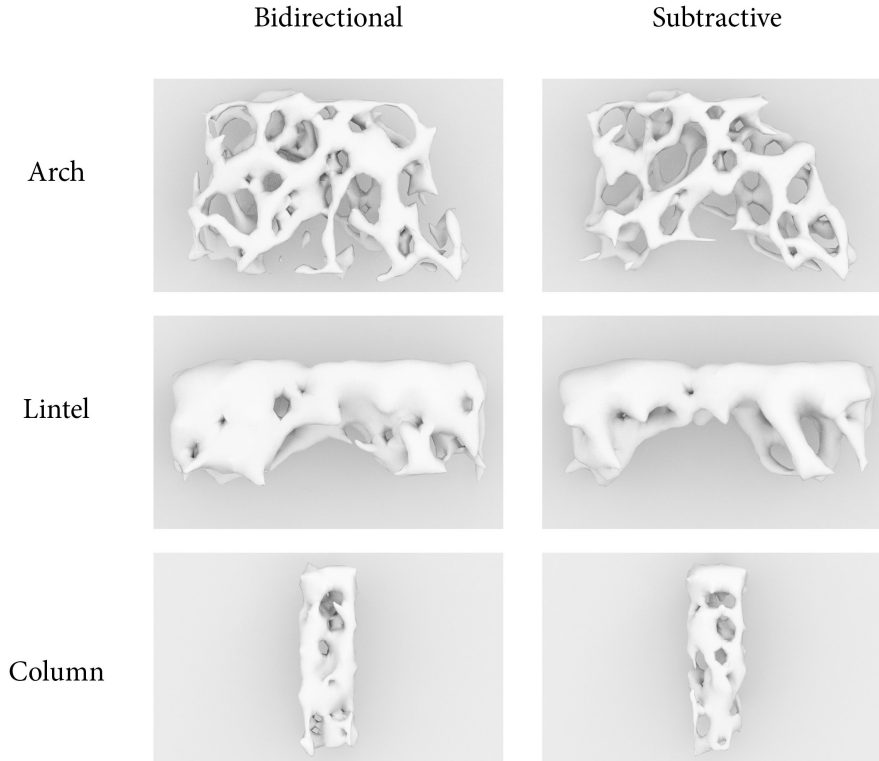 Bidirectional
Subtractive
Arch
Lintel
Column